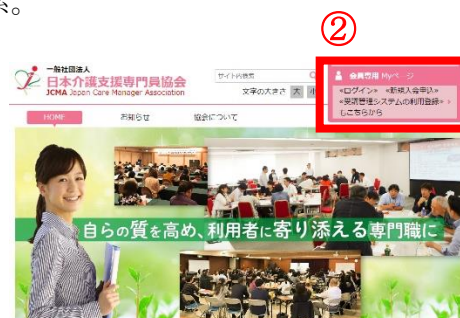 示。
②
一般社団法人
日本介護支援専門員協会
JCMA Japan Care Manager Association
サイト内検索
文字の大きさ 大 小
会員専用 Myページ
«ログイン» «新規入会申込»
«受講管理システムの利用登録»
もこちらから
HOME
お知らせ
協会について
自らの質を高め、利用者に寄り添える専門職に